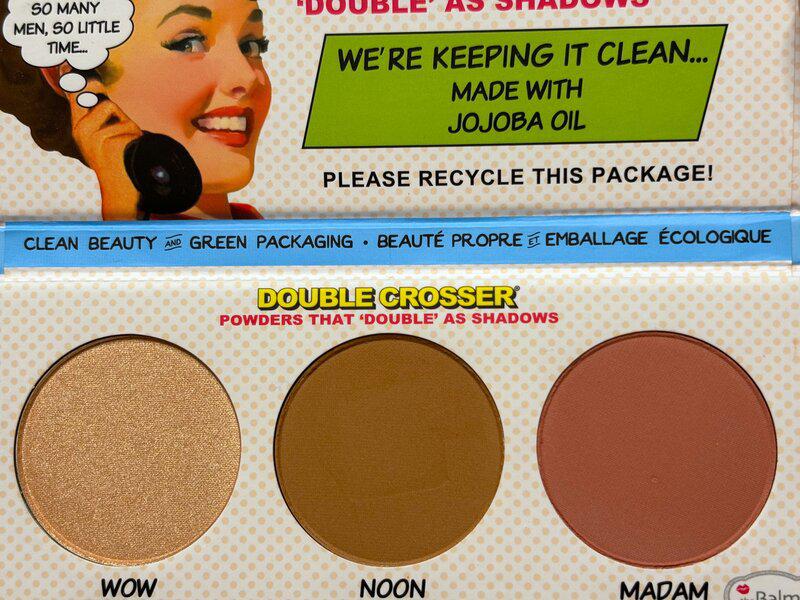 SO MANY
MEN, SO LITTLE
TIME...
'DOUBLE' AS SHADOWS
WE'RE KEEPING IT CLEAN...
MADE WITH
JOJOBA OIL
PLEASE RECYCLE THIS PACKAGE!
CLEAN BEAUTY AND GREEN PACKAGING • BEAUTÉ PROPRE ET EMBALLAGE ÉCOLOGIQUE
DOUBLE CROSSER®
POWDERS THAT 'DOUBLE' AS SHADOWS
WOW
NOON
MADAM
theBalm